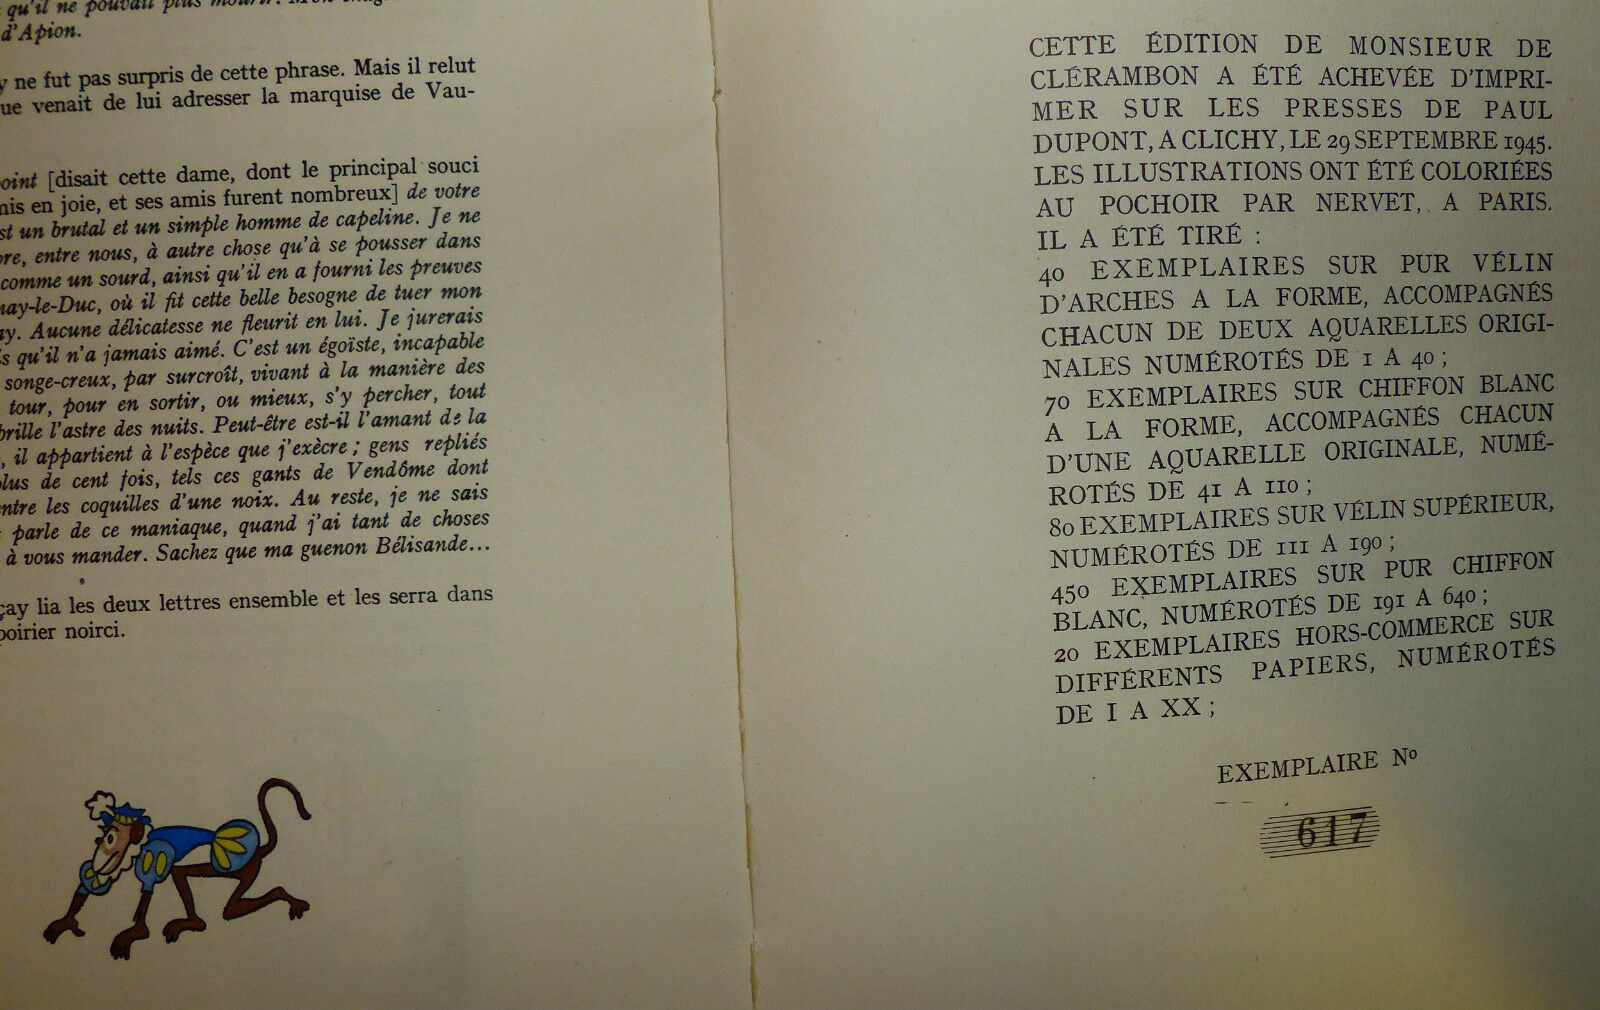 qu'il ne pouvait plus mourir. Mon
d'Apion.
y ne fut pas surpris de cette phrase. Mais il relut
ue venait de lui adresser la marquise de Vau-
oint [disait cette dame, dont le principal souci
nis en joie, et ses amis furent nombreux] de votre
st un brutal et un simple homme de capeline. Je ne
re, entre nous, à autre chose qu'à se pousser dans
comme un sourd, ainsi qu'il en a fourni les preuves
nay-le-Duc, où il fit cette belle besogne de tuer mon
y. Aucune délicatesse ne fleurit en lui. Je jurerais
s qu'il n'a jamais aimé. C'est un égoïste, incapable
songe-creux, par surcroît, vivant à la manière des
tour, pour en sortir, ou mieux, s'y percher, tout
brille l'astre des nuits. Peut-être est-il l'amant de la
, il appartient à l'espèce que j'exècre ; gens repliés
plus de cent fois, tels ces gants de Vendôme dont
entre les coquilles d'une noix. Au reste, je ne sais
parle de ce maniaque, quand j'ai tant de choses
à vous mander. Sachez que ma guenon Bélisande...
çay lia les deux lettres ensemble et les serra dans
poirier noirci.
CETTE ÉDITION DE MONSIEUR DE
CLÉRAMBON A ÉTÉ ACHEVÉE D'IMPRI-
MER SUR LES PRESSES DE PAUL
DUPONT, A CLICHY, LE 29 SEPTEMBRE 1945.
LES ILLUSTRATIONS ONT ÉTÉ COLORIÉES
AU POCHOIR PAR NERVET, A PARIS.
IL A ÉTÉ TIRÉ :
40 EXEMPLAIRES SUR PUR VÉLIN
D'ARCHES A LA FORME, ACCOMPAGNÉS
CHACUN DE DEUX AQUARELLES ORIGI-
NALES NUMÉROTÉS DE 1 A 40 ;
70 EXEMPLAIRES SUR CHIFFON BLANC
A LA FORME, ACCOMPAGNÉS CHACUN
D'UNE AQUARELLE ORIGINALE, NUMÉ-
ROTÉS DE 41 A 110 ;
80 EXEMPLAIRES SUR VÉLIN SUPÉRIEUR,
NUMÉROTÉS DE 111 A 190 ;
450 EXEMPLAIRES SUR PUR CHIFFON
BLANC, NUMÉROTÉS DE 191 A 640 ;
20 EXEMPLAIRES HORS-COMMERCE SUR
DIFFÉRENTS PAPIERS, NUMÉROTÉS
DE I A XX ;
EXEMPLAIRE Nº
617